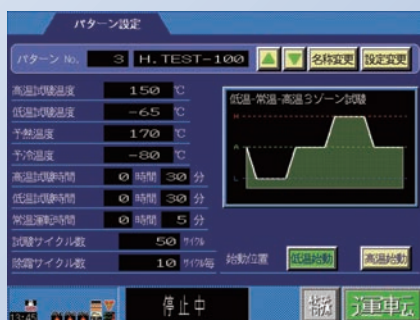 パターン設定
パターン No. 3 H.TEST-100 名称変更 設定変更
高温試験温度 150 ℃
低温試験温度 -65 ℃
予熱温度 170 ℃
予冷温度 -80 ℃
高温試験時間 0 時間 30 分
低温試験時間 0 時間 30 分
常温運転時間 0 時間 5 分
試験サイクル数 50 サイクル
除霜サイクル数 10 サイクル毎
低温-常温-高温3ゾーン試験
H
A
L
始動位置 低温始動 高温始動
13:45 停止中 運転